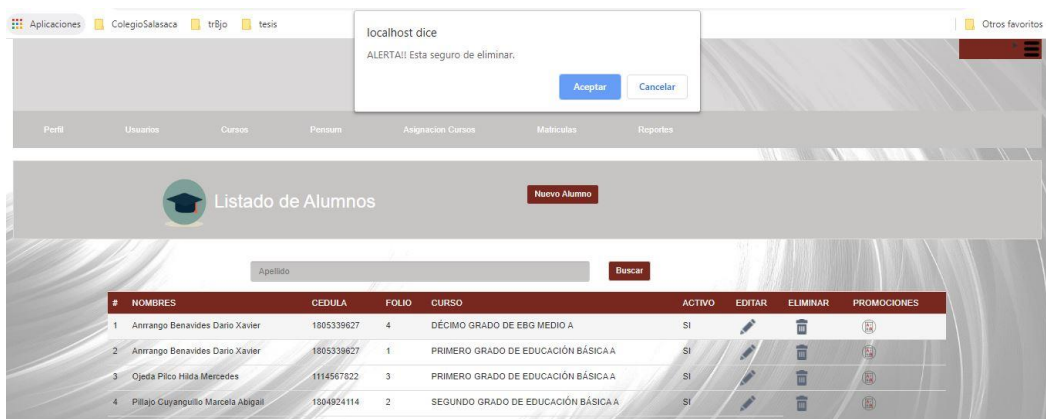 Aplicaciones ColegioSalasaca trBjo tesis Otros favoritos
localhost dice
ALERTA!! Esta seguro de eliminar.
Aceptar Cancelar
Perfil Usuarios Cursos Pensum Asignacion Cursos Matriculas Reportes
Listado de Alumnos Nuevo Alumno
Apellido Buscar
# NOMBRES CEDULA FOLIO CURSO ACTIVO EDITAR ELIMINAR PROMOCIONES
1 Anrrango Benavides Dario Xavier 1805339627 4 DÉCIMO GRADO DE EBG MEDIO A SI
2 Anrrango Benavides Dario Xavier 1805339627 1 PRIMERO GRADO DE EDUCACIÓN BÁSICA A SI
3 Ojeda Pilco Hilda Mercedes 1114567822 3 PRIMERO GRADO DE EDUCACIÓN BÁSICA A SI
4 Pillajo Cuyanguillo Marcela Abigail 1804924114 2 SEGUNDO GRADO DE EDUCACIÓN BÁSICA A SI